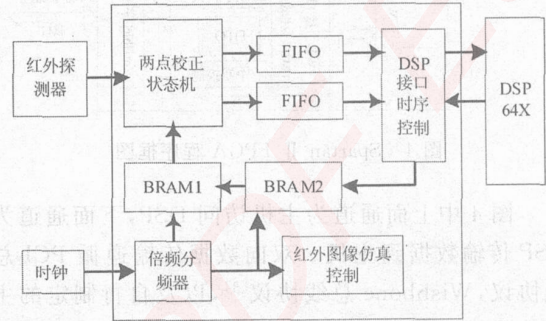 红外探
测器
两点校正
状态机
FIFO
FIFO
DSP
接口
时序
控制
DSP
64X
BRAM1
BRAM2
时钟
倍频分
频器
红外图像仿真
控制